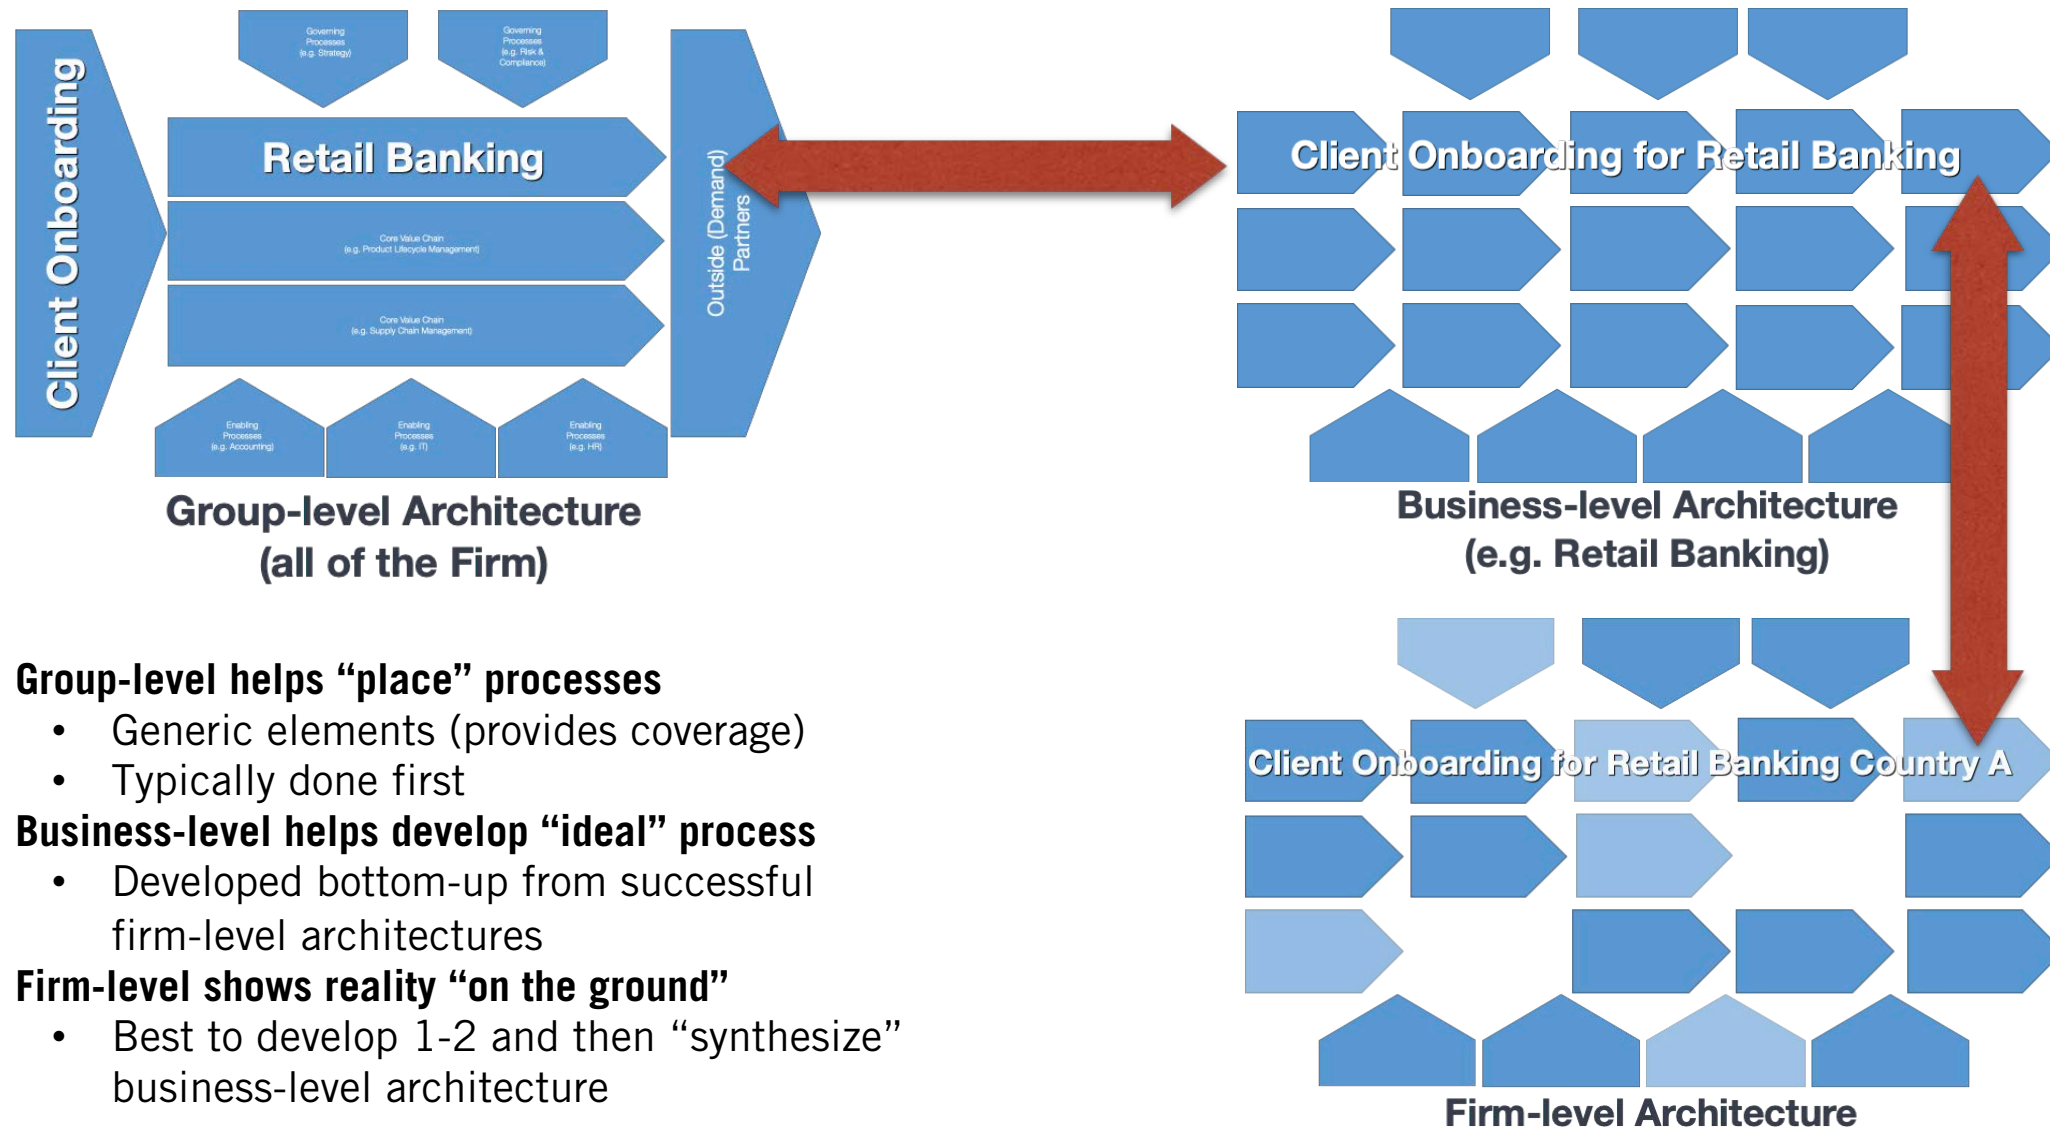 Client Onboarding
Governing
Processes
(e.g. Strategy)
Governing
Processes
(e.g. Risk &
Compliance)
Retail Banking
Core Value Chain
(e.g. Product Lifecycle Management)
Core Value Chain
(e.g. Supply Chain Management)
Outside (Demand)
Partners
Enabling
Processes
(e.g. Accounting)
Enabling
Processes
(e.g. IT)
Enabling
Processes
(e.g. HR)
Group-level Architecture
(all of the Firm)
Client Onboarding for Retail Banking
Business-level Architecture
(e.g. Retail Banking)
Group-level helps “place” processes
• Generic elements (provides coverage)
• Typically done first
Business-level helps develop “ideal” process
• Developed bottom-up from successful
firm-level architectures
Firm-level shows reality “on the ground”
• Best to develop 1-2 and then “synthesize”
business-level architecture
Client Onboarding for Retail Banking Country A
Firm-level Architecture